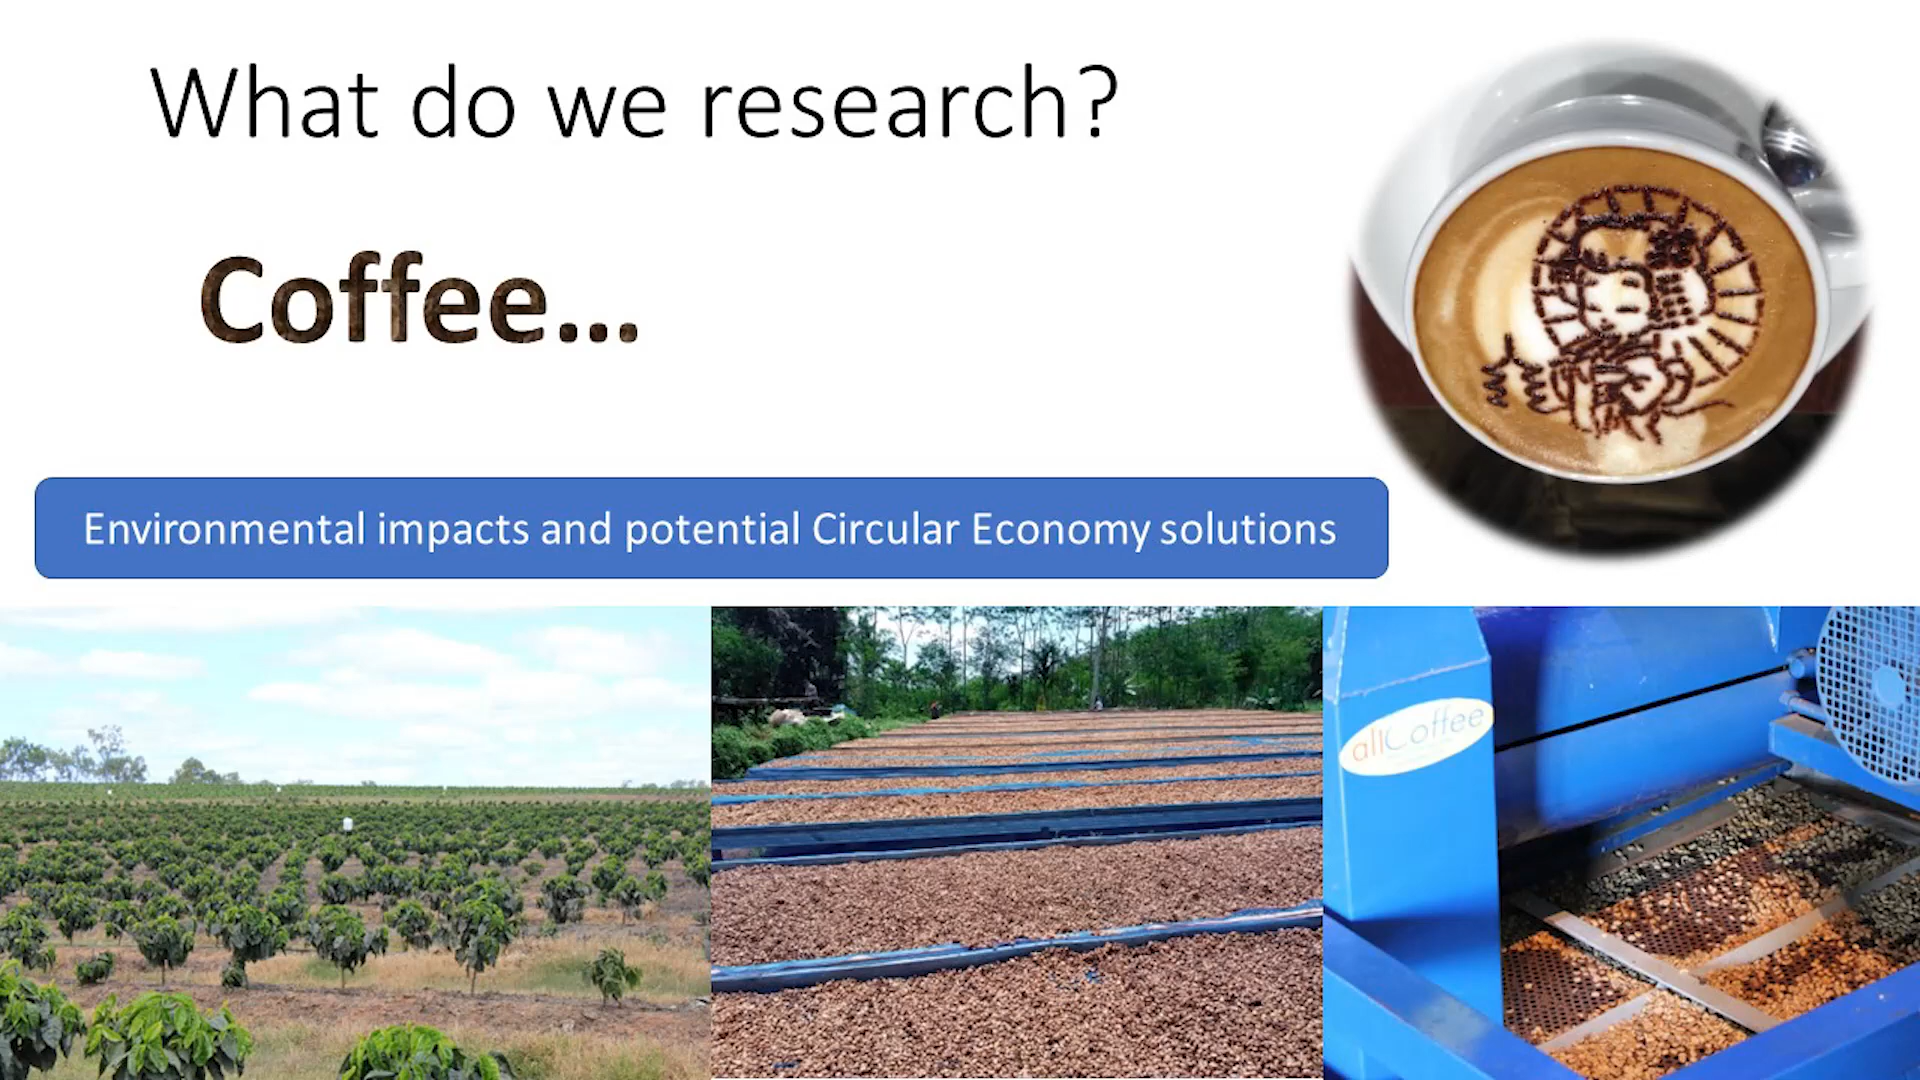 What do we research?
Coffee...
Environmental impacts and potential Circular Economy solutions
allCoffee